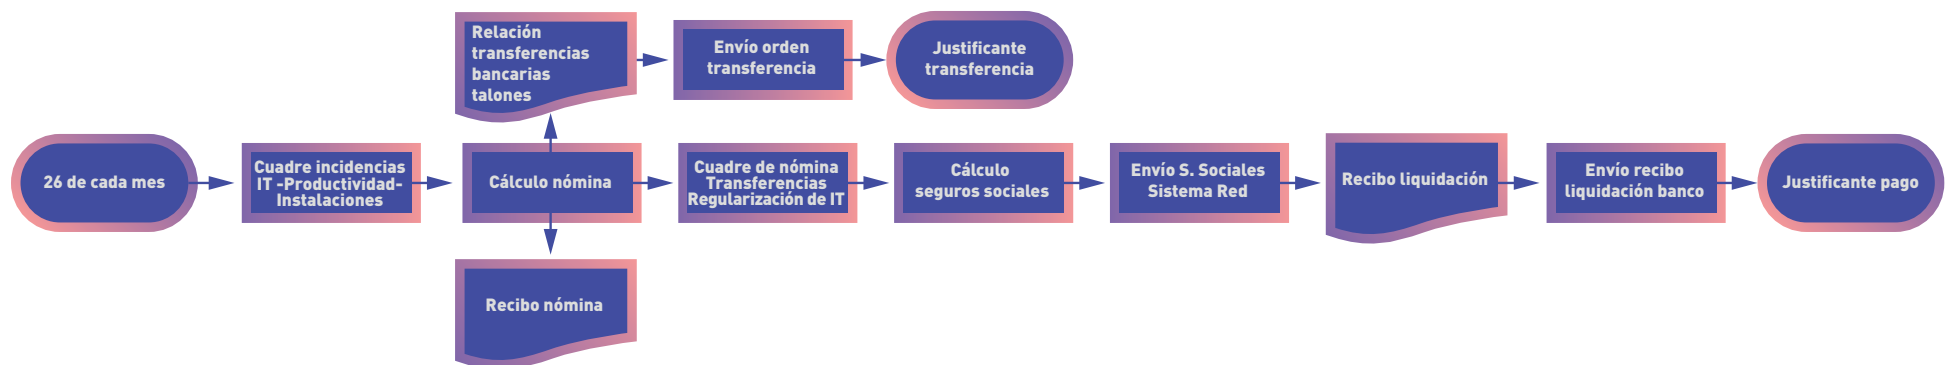 Relación
transferencias
bancarias
talones
Envío orden
transferencia
Justificante
transferencia
26 de cada mes
Cuadre incidencias
IT -Productividad-
Instalaciones
Cálculo nómina
Cuadre de nómina
Transferencias
Regularización de IT
Cálculo
seguros sociales
Envío S. Sociales
Sistema Red
Recibo liquidación
Envío recibo
liquidación banco
Justificante pago
Recibo nómina